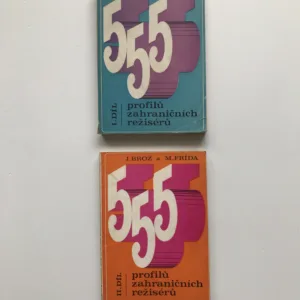 555
I. DÍL
profilů
zahraničních
režisérů
J. BROŽ a M. FRÍDA
555
II. DÍL
profilů
zahraničních
režisérů